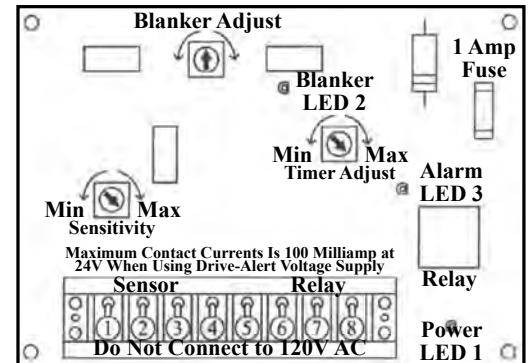 Blanker Adjust
1 Amp
Fuse
Blanker
LED 2
Min Max
Timer Adjust
Alarm
LED 3
Min Max
Sensitivity
Maximum Contact Currents Is 100 Milliamp at
24V When Using Drive-Alert Voltage Supply
Relay
Sensor Relay
1 2 3 4 5 6 7 8
Do Not Connect to 120V AC
Power
LED 1